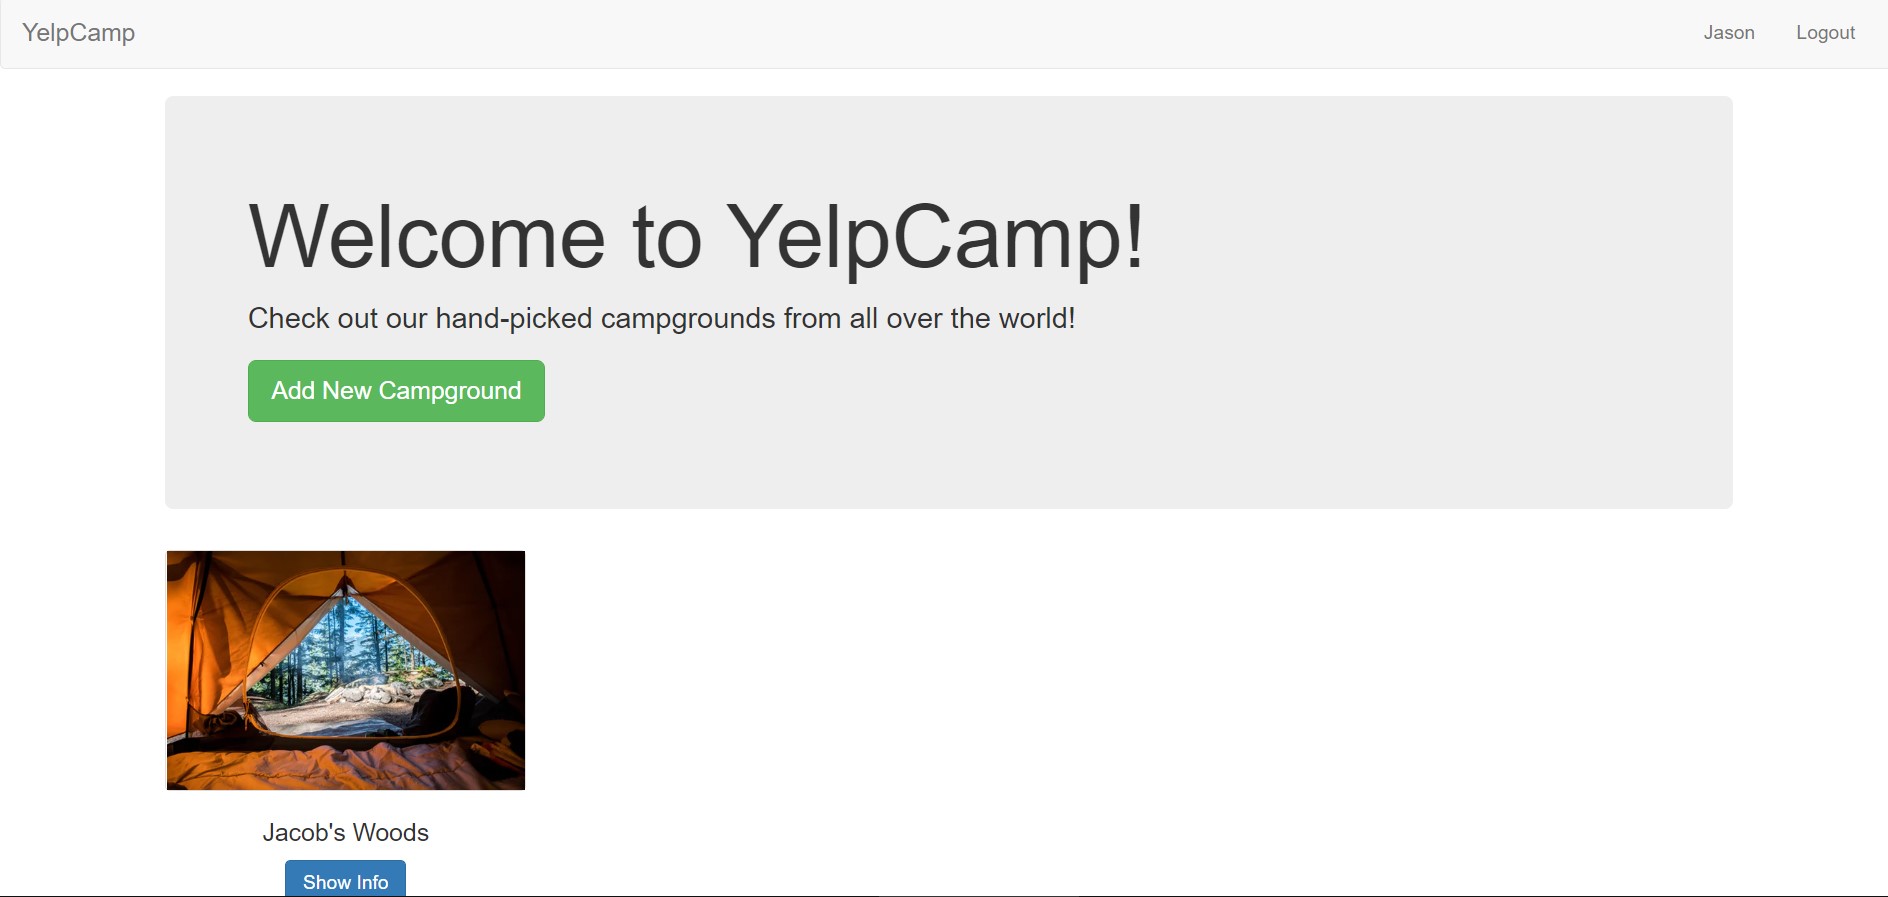 YelpCamp
Jason
Logout
Welcome to YelpCamp!
Check out our hand-picked campgrounds from all over the world!
Add New Campground
Jacob's Woods
Show Info